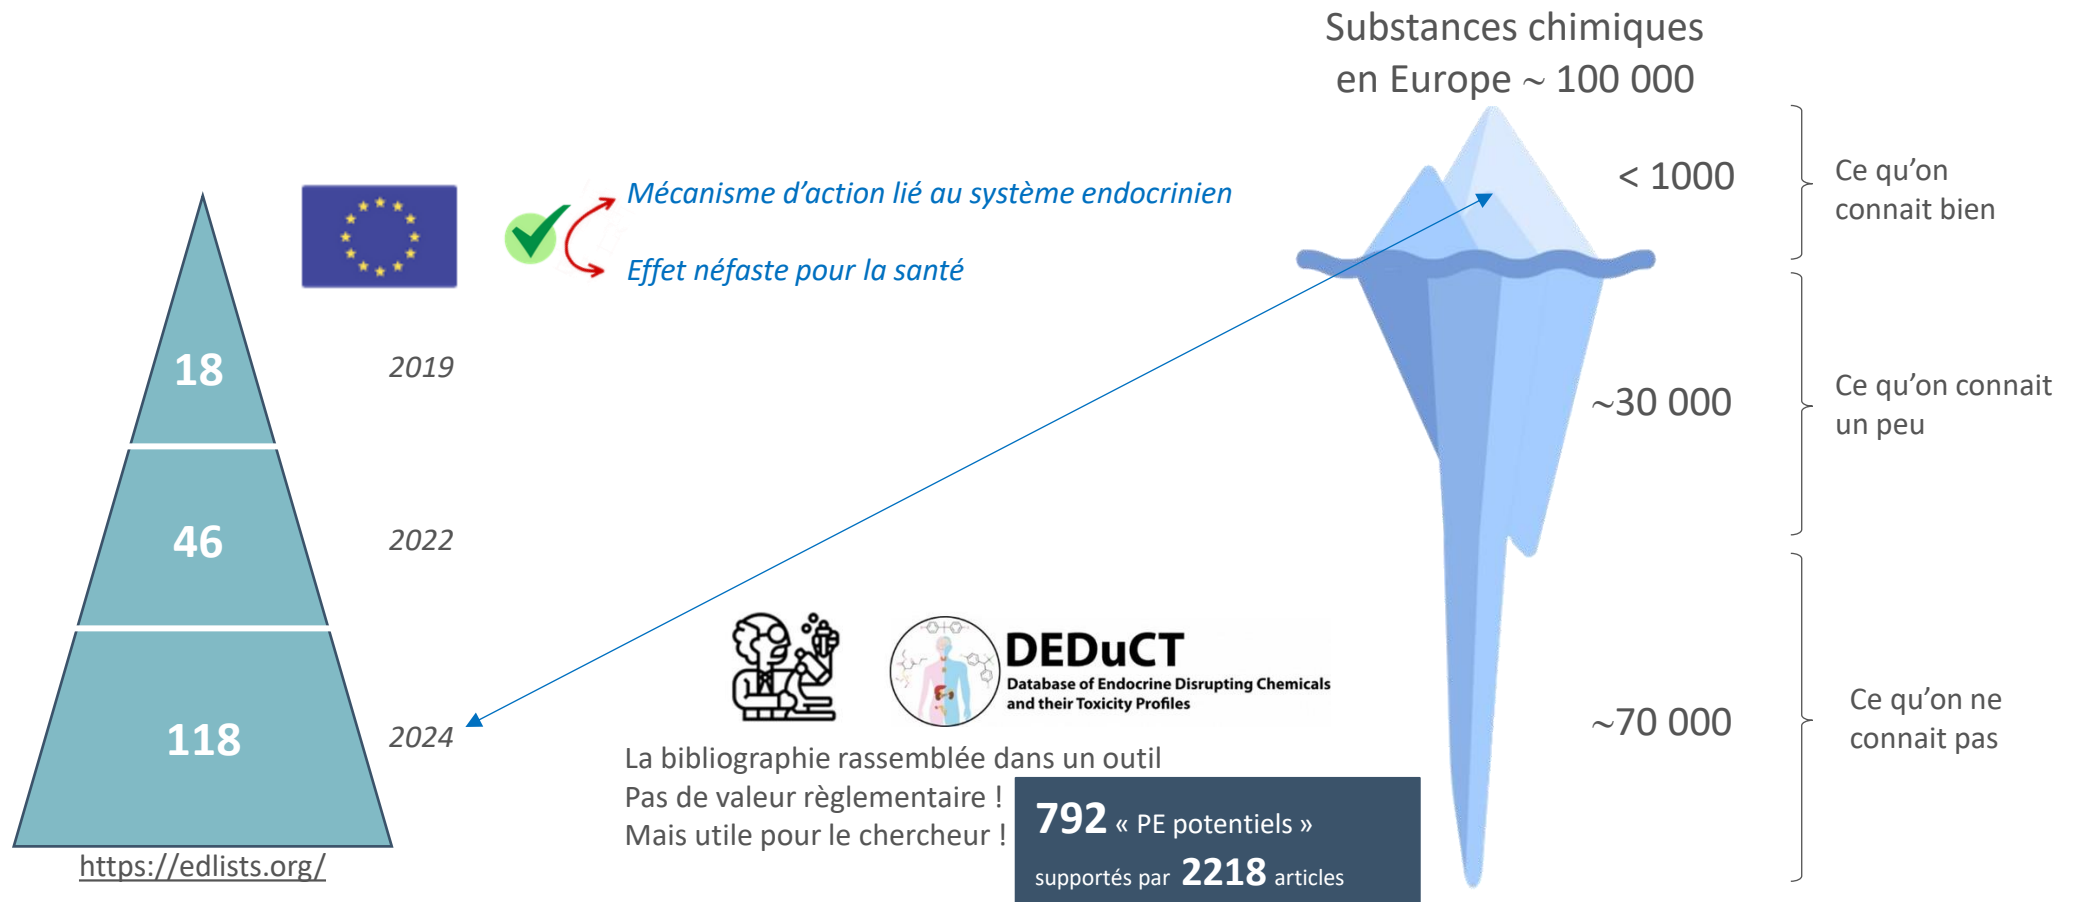 Substances chimiques
en Europe ~ 100 000
Mécanisme d’action lié au système endocrinien
Effet néfaste pour la santé
18
2019
46
2022
118
2024
https://edlists.org/
DEDuCT
Database of Endocrine Disrupting Chemicals
and their Toxicity Profiles
La bibliographie rassemblée dans un outil
Pas de valeur règlementaire !
Mais utile pour le chercheur !
792 « PE potentiels »
supportés par 2218 articles
< 1000
Ce qu’on
connait bien
~30 000
Ce qu’on connait
un peu
~70 000
Ce qu’on ne
connait pas